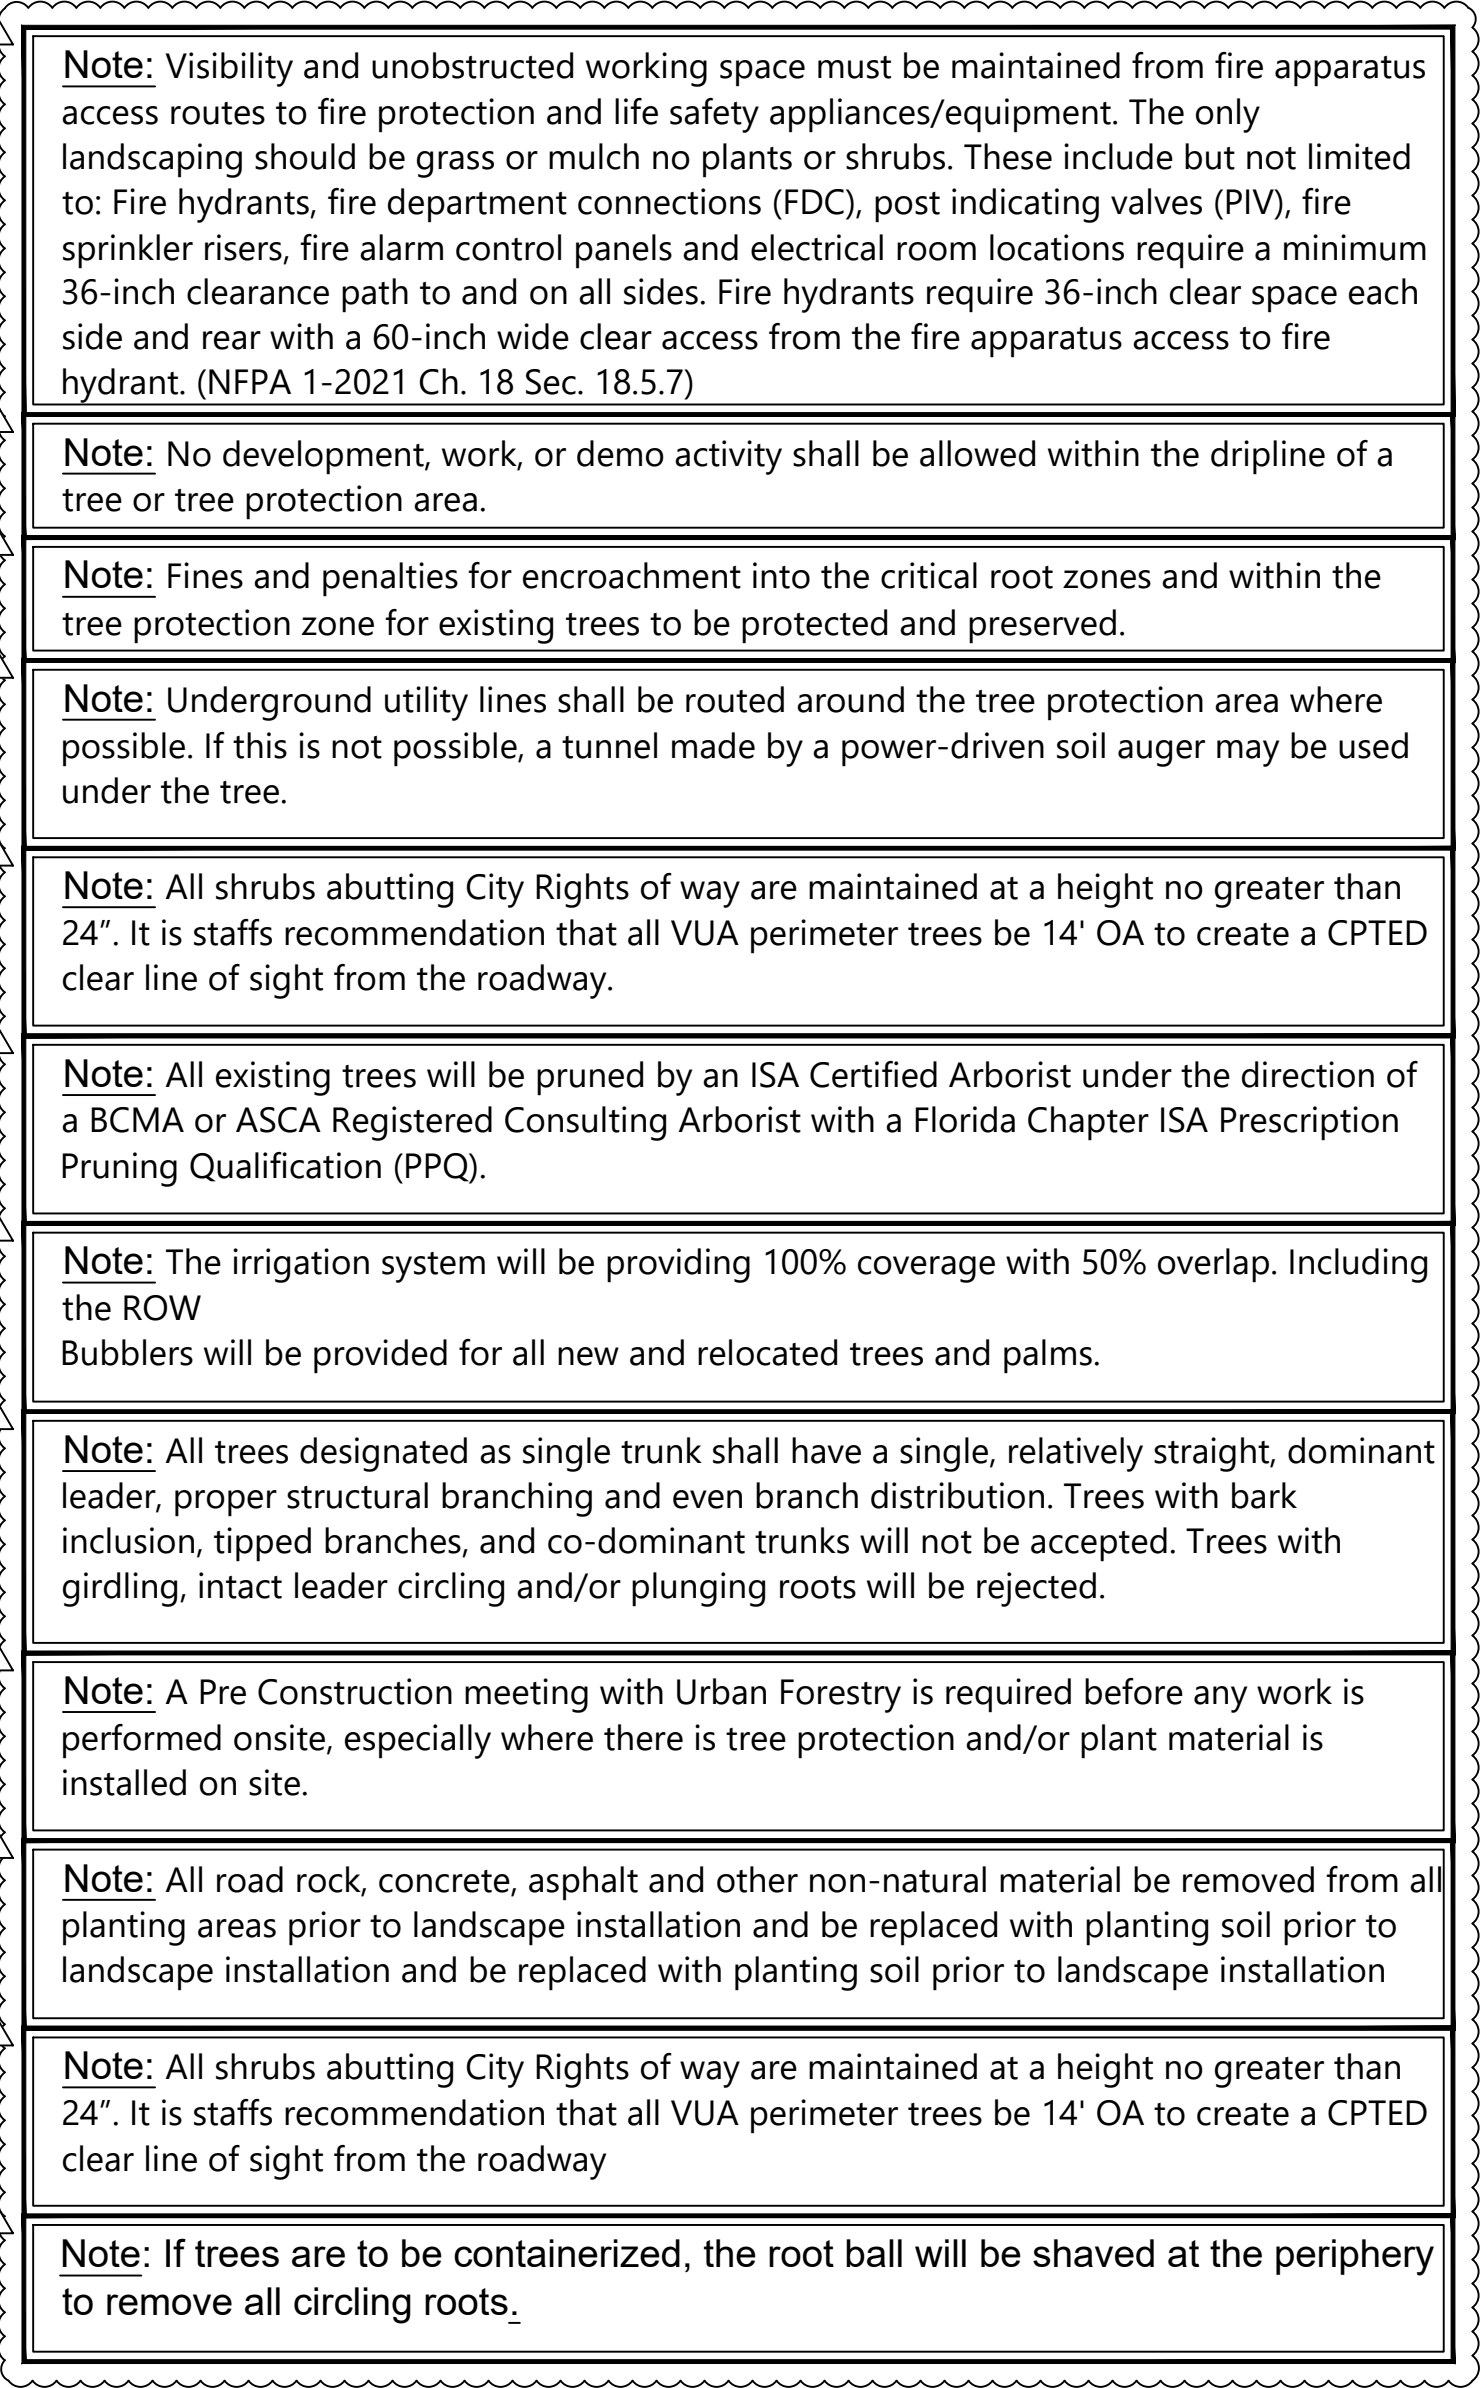 Note: Visibility and unobstructed working space must be maintained from fire apparatus
access routes to fire protection and life safety appliances/equipment. The only
landscaping should be grass or mulch no plants or shrubs. These include but not limited
to: Fire hydrants, fire department connections (FDC), post indicating valves (PIV), fire
sprinkler risers, fire alarm control panels and electrical room locations require a minimum
36-inch clearance path to and on all sides. Fire hydrants require 36-inch clear space each
side and rear with a 60-inch wide clear access from the fire apparatus access to fire
hydrant. (NFPA 1-2021 Ch. 18 Sec. 18.5.7)
Note: No development, work, or demo activity shall be allowed within the dripline of a
tree or tree protection area.
Note: Fines and penalties for encroachment into the critical root zones and within the
tree protection zone for existing trees to be protected and preserved.
Note: Underground utility lines shall be routed around the tree protection area where
possible. If this is not possible, a tunnel made by a power-driven soil auger may be used
under the tree.
Note: All shrubs abutting City Rights of way are maintained at a height no greater than
24”. It is staffs recommendation that all VUA perimeter trees be 14' OA to create a CPTED
clear line of sight from the roadway.
Note: All existing trees will be pruned by an ISA Certified Arborist under the direction of
a BCMA or ASCA Registered Consulting Arborist with a Florida Chapter ISA Prescription
Pruning Qualification (PPQ).
Note: The irrigation system will be providing 100% coverage with 50% overlap. Including
the ROW
Bubblers will be provided for all new and relocated trees and palms.
Note: All trees designated as single trunk shall have a single, relatively straight, dominant
leader, proper structural branching and even branch distribution. Trees with bark
inclusion, tipped branches, and co-dominant trunks will not be accepted. Trees with
girdling, intact leader circling and/or plunging roots will be rejected.
Note: A Pre Construction meeting with Urban Forestry is required before any work is
performed onsite, especially where there is tree protection and/or plant material is
installed on site.
Note: All road rock, concrete, asphalt and other non-natural material be removed from all
planting areas prior to landscape installation and be replaced with planting soil prior to
landscape installation and be replaced with planting soil prior to landscape installation
Note: All shrubs abutting City Rights of way are maintained at a height no greater than
24”. It is staffs recommendation that all VUA perimeter trees be 14' OA to create a CPTED
clear line of sight from the roadway
Note: If trees are to be containerized, the root ball will be shaved at the periphery
to remove all circling roots.